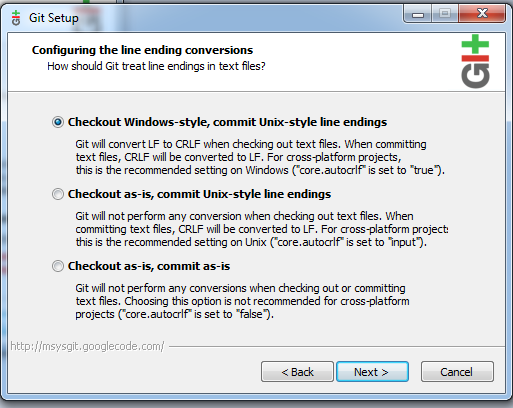 Git Setup
Configuring the line ending conversions
How should Git treat line endings in text files?
Git
Checkout Windows-style, commit Unix-style line endings
Git will convert LF to CRLF when checking out text files. When committing
text files, CRLF will be converted to LF. For cross-platform projects,
this is the recommended setting on Windows ("core.autocrlf" is set to "true").
Checkout as-is, commit Unix-style line endings
Git will not perform any conversion when checking out text files. When
committing text files, CRLF will be converted to LF. For cross-platform projects
this is the recommended setting on Unix ("core.autocrlf" is set to "input").
Checkout as-is, commit as-is
Git will not perform any conversions when checking out or committing
text files. Choosing this option is not recommended for cross-platform
projects ("core.autocrlf" is set to "false").
http://msysgit.googlecode.com/
< Back
Next >
Cancel